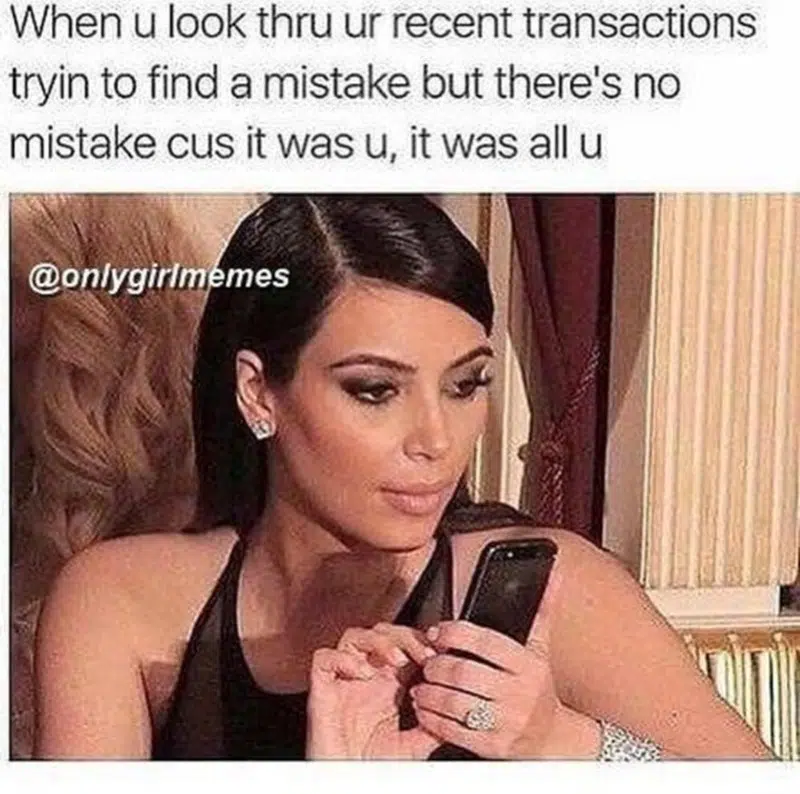 When u look thru ur recent transactions
tryin to find a mistake but there's no
mistake cus it was u, it was all u
@onlygirlmemes